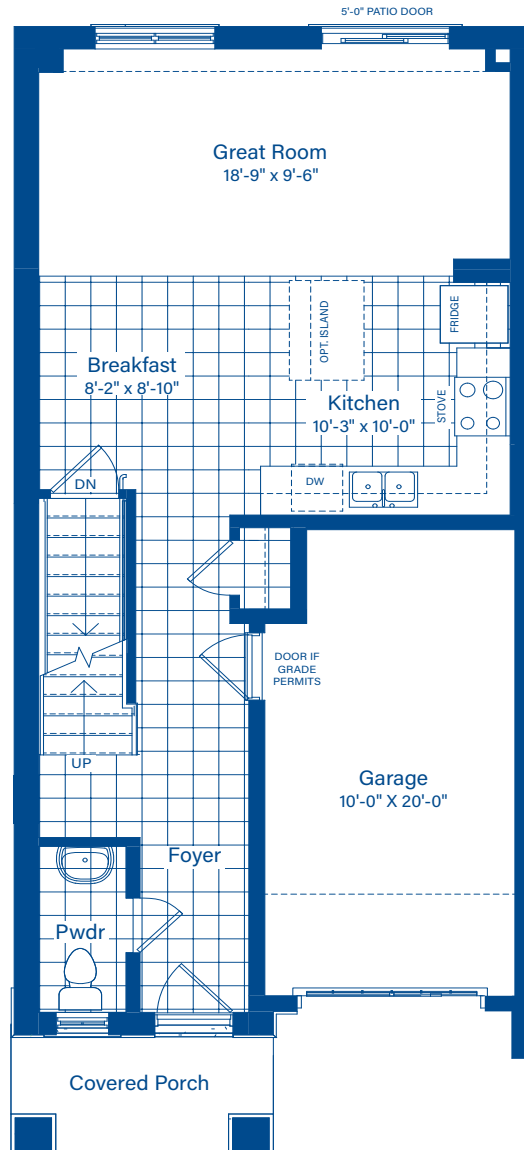 5'-0" PATIO DOOR
Great Room
18'-9" x 9'-6"
OPT. ISLAND
FRIDGE
Breakfast
8'-2" x 8'-10"
Kitchen
10'-3" x 10'-0"
STOVE
DN
DW
DOOR IF
GRADE
PERMITS
UP
Garage
10'-0" X 20'-0"
Foyer
Pwdr
Covered Porch